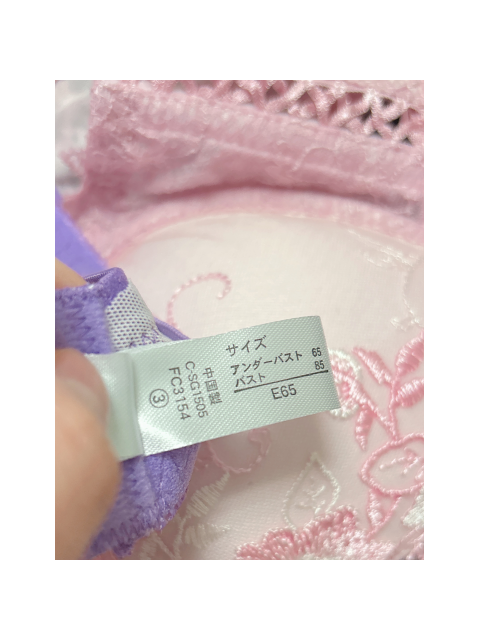 サイズ
アンダーバスト 65
バスト 85
E65
中国製
C-SG1505
FC3154
③